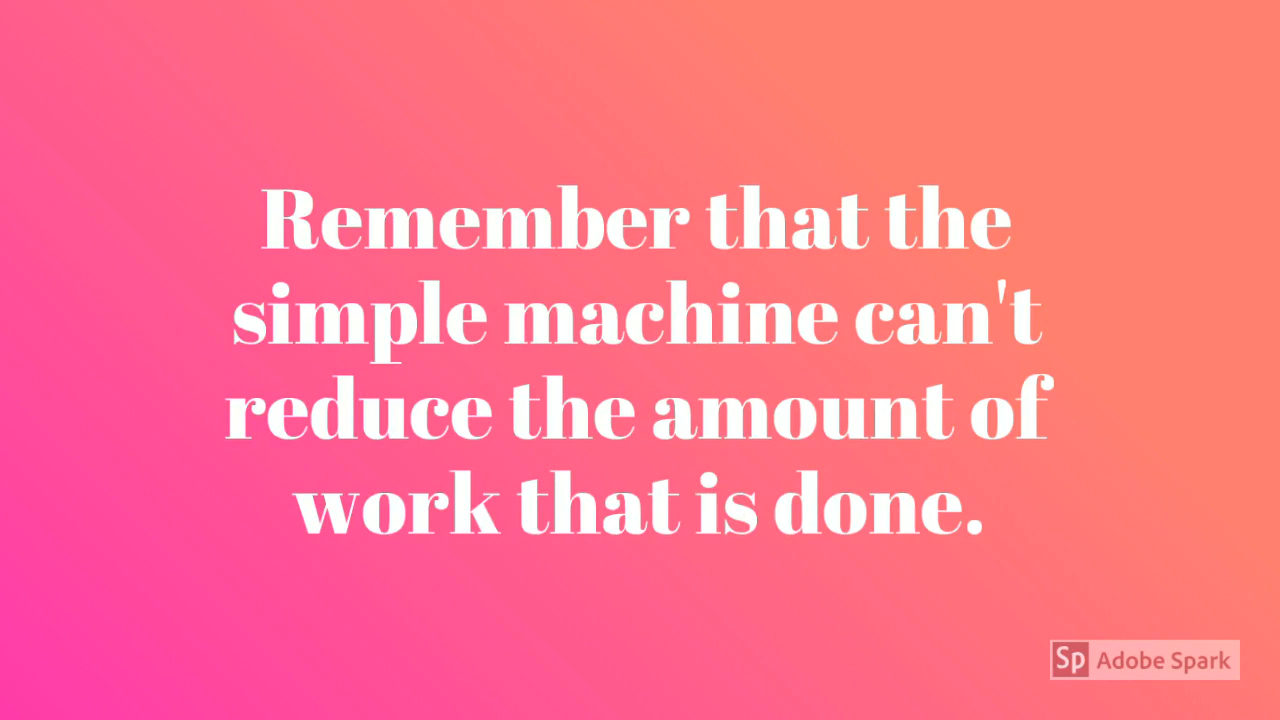 Remember that the
simple machine can't
reduce the amount of
work that is done.
Sp Adobe Spark